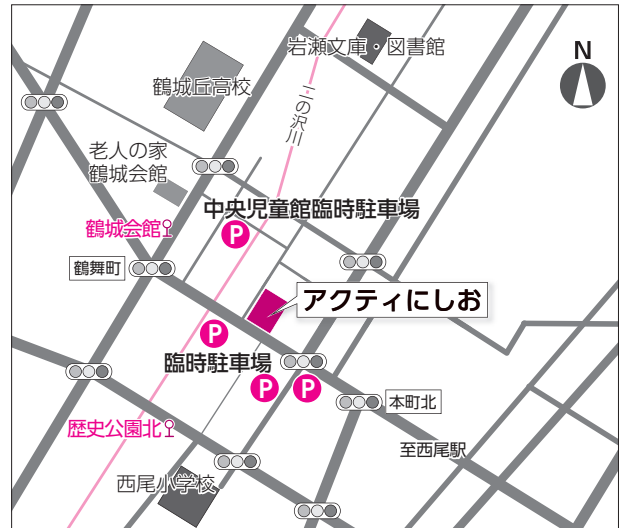 岩瀬文庫・図書館
N
鶴城丘高校
二の沢川
老人の家
鶴城会館
中央児童館臨時駐車場
鶴城会館
P
鶴舞町
アクティにしお
P
臨時駐車場
P
P
本町北
歴史公園北
至西尾駅
西尾小学校